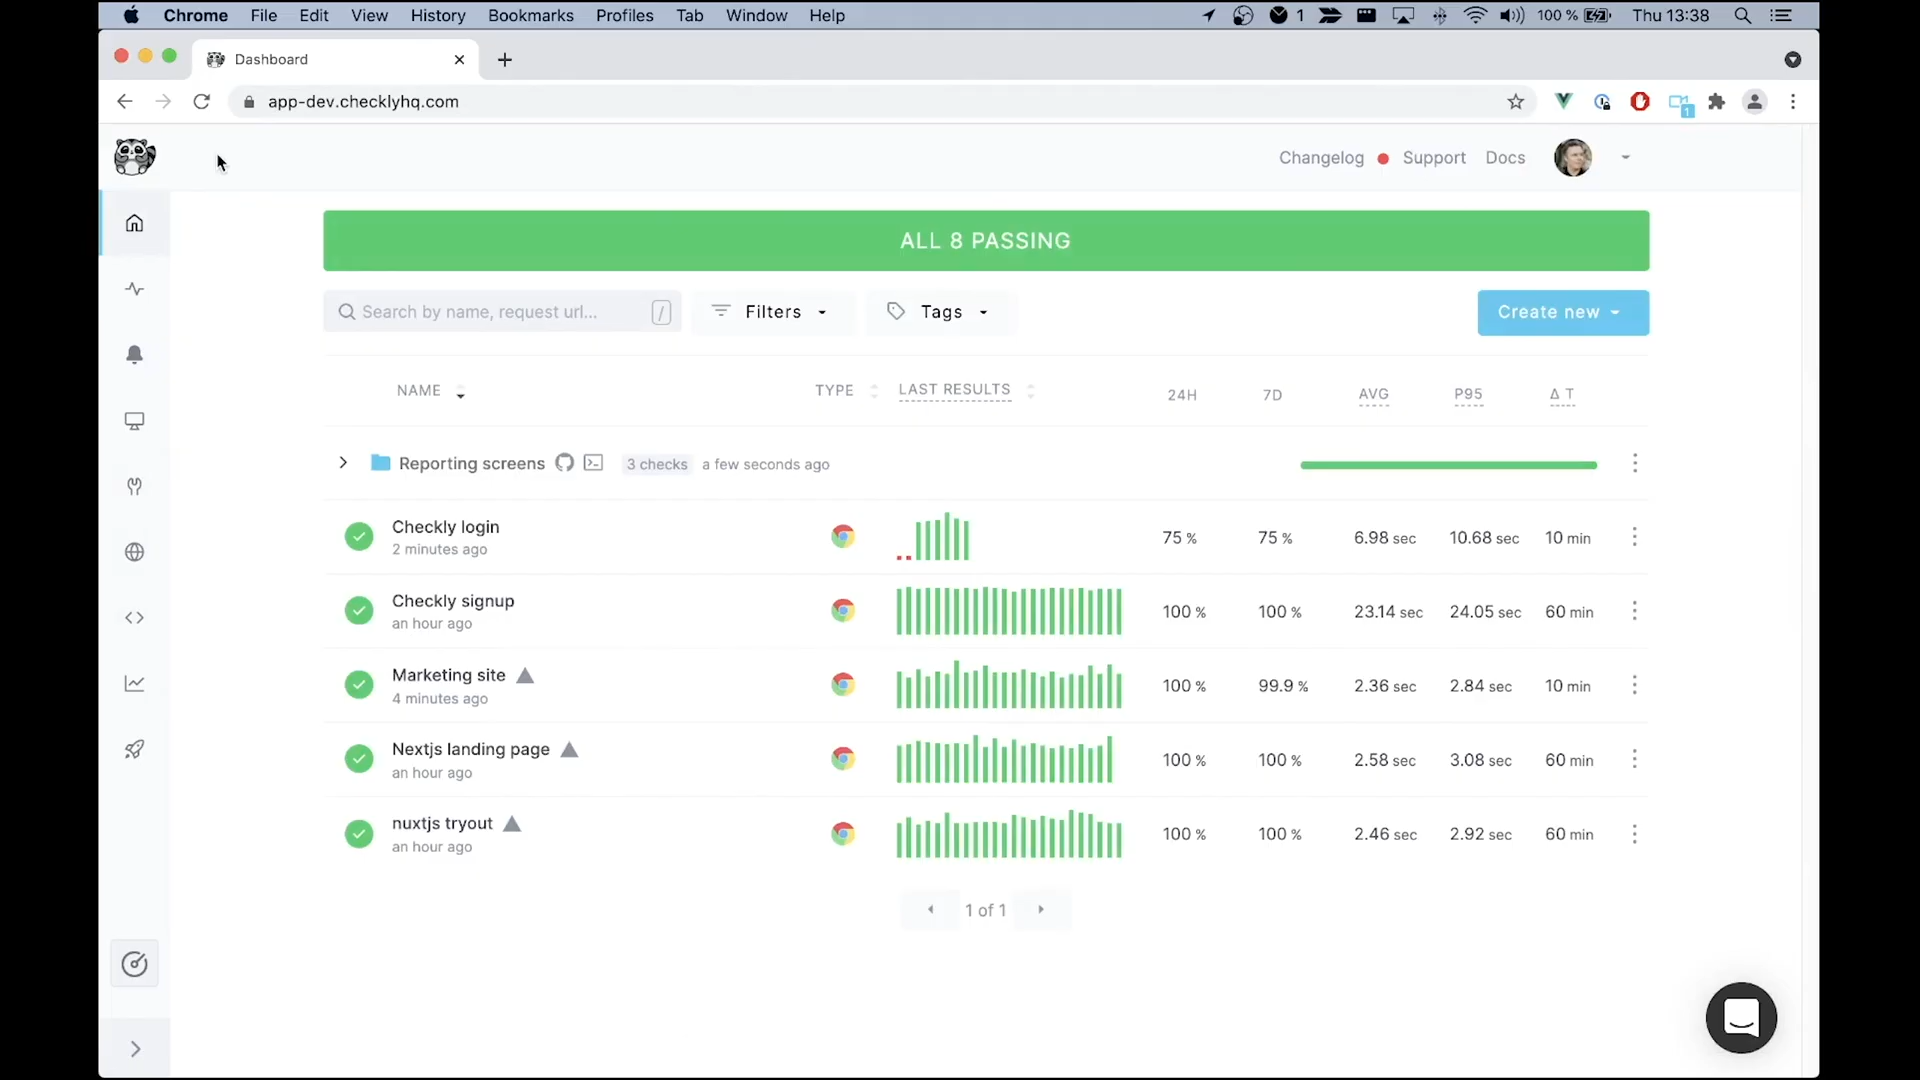 Chrome File Edit View History Bookmarks Profiles Tab Window Help 1 100 % Thu 13:38
Dashboard
app-dev.checklyhq.com
1
Changelog Support Docs
ALL 8 PASSING
Search by name, request url... / Filters Tags Create new
NAME TYPE LAST RESULTS 24H 7D AVG P95 Δ T
Reporting screens 3 checks a few seconds ago
Checkly login
2 minutes ago
75 % 75 % 6.98 sec 10.68 sec 10 min
Checkly signup
an hour ago
100 % 100 % 23.14 sec 24.05 sec 60 min
Marketing site
4 minutes ago
100 % 99.9 % 2.36 sec 2.84 sec 10 min
Nextjs landing page
an hour ago
100 % 100 % 2.58 sec 3.08 sec 60 min
nuxtjs tryout
an hour ago
100 % 100 % 2.46 sec 2.92 sec 60 min
1 of 1